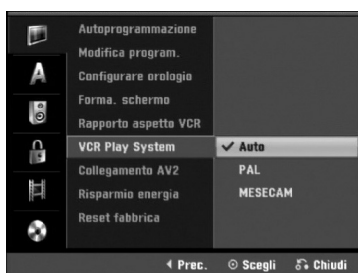 Autoprogrammazione
Modifica program.
A
Configurare orologio
Forma. schermo
Rapporto aspetto VCR
VCR Play System
✓ Auto
Collegamento AV2
PAL
Risparmio energia
MESECAM
Reset fabbrica
Prec.
Scegli
Chiudi